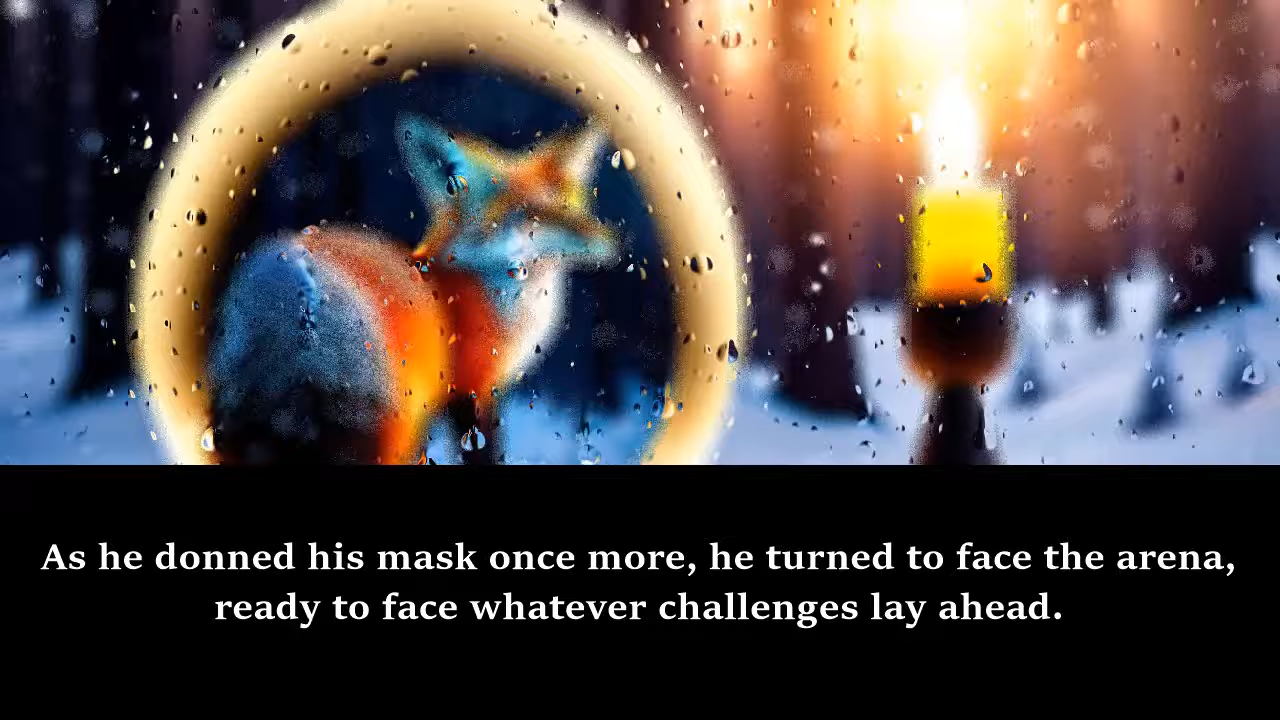 As he donned his mask once more, he turned to face the arena,
ready to face whatever challenges lay ahead.